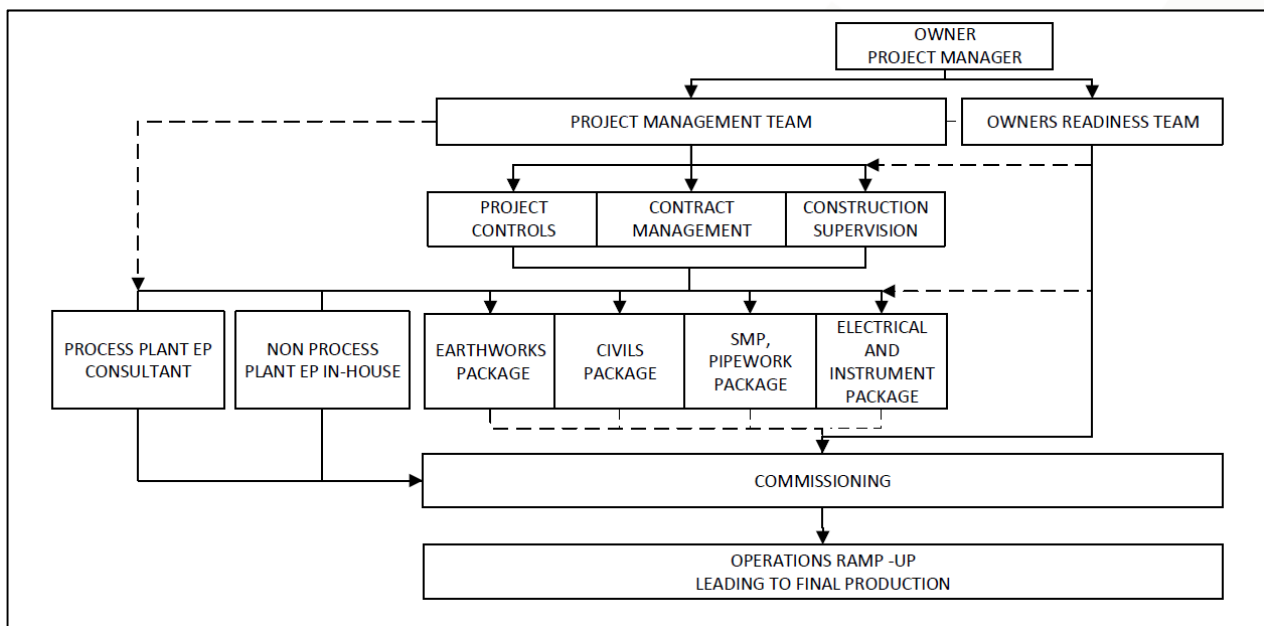 OWNER
PROJECT MANAGER
PROJECT MANAGEMENT TEAM
OWNERS READINESS TEAM
PROJECT
CONTROLS
CONTRACT
MANAGEMENT
CONSTRUCTION
SUPERVISION
PROCESS PLANT EP
CONSULTANT
NON PROCESS
PLANT EP IN-HOUSE
EARTHWORKS
PACKAGE
CIVILS
PACKAGE
SMP,
PIPEWORK
PACKAGE
ELECTRICAL
AND
INSTRUMENT
PACKAGE
COMMISSIONING
OPERATIONS RAMP -UP
LEADING TO FINAL PRODUCTION